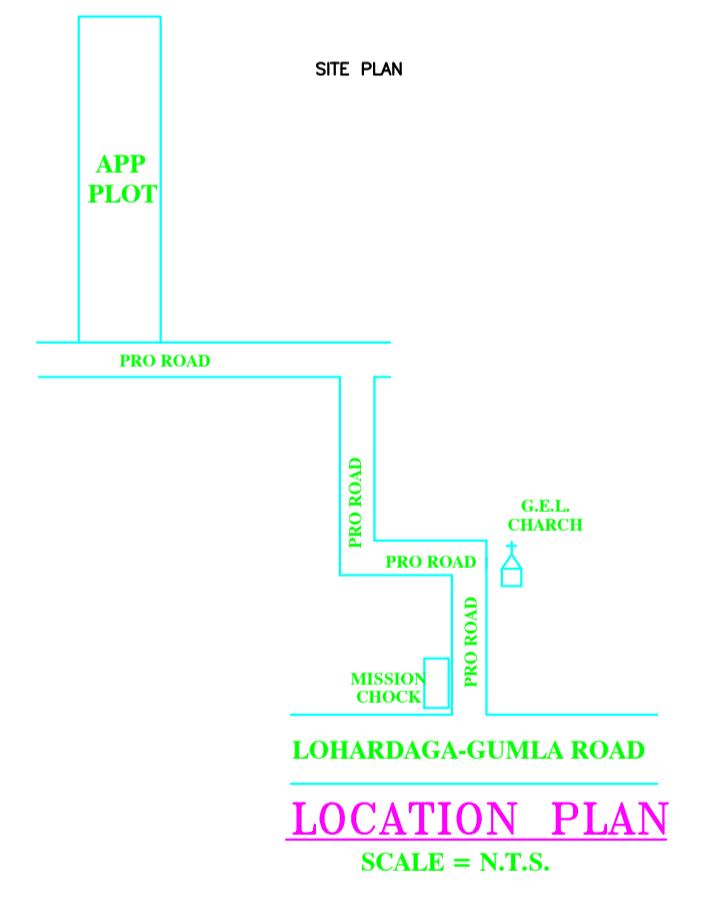 SITE PLAN
APP
PLOT
PRO ROAD
PRO ROAD
G.E.L.
CHARCH
PRO ROAD
PRO ROAD
MISSION
CHOCK
LOHARDAGA-GUMLA ROAD
LOCATION PLAN
SCALE = N.T.S.